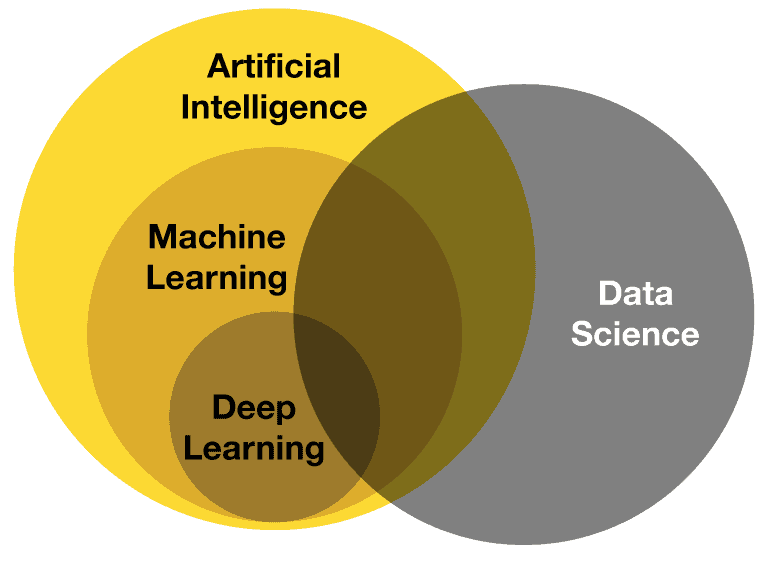 Artificial
Intelligence
Machine
Learning
Deep
Learning
Data
Science